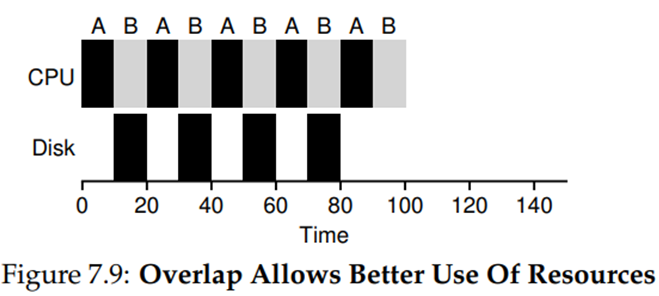 A B A B A B A B A B
CPU
Disk
0 20 40 60 80 100 120 140
Time
Figure 7.9: Overlap Allows Better Use Of Resources